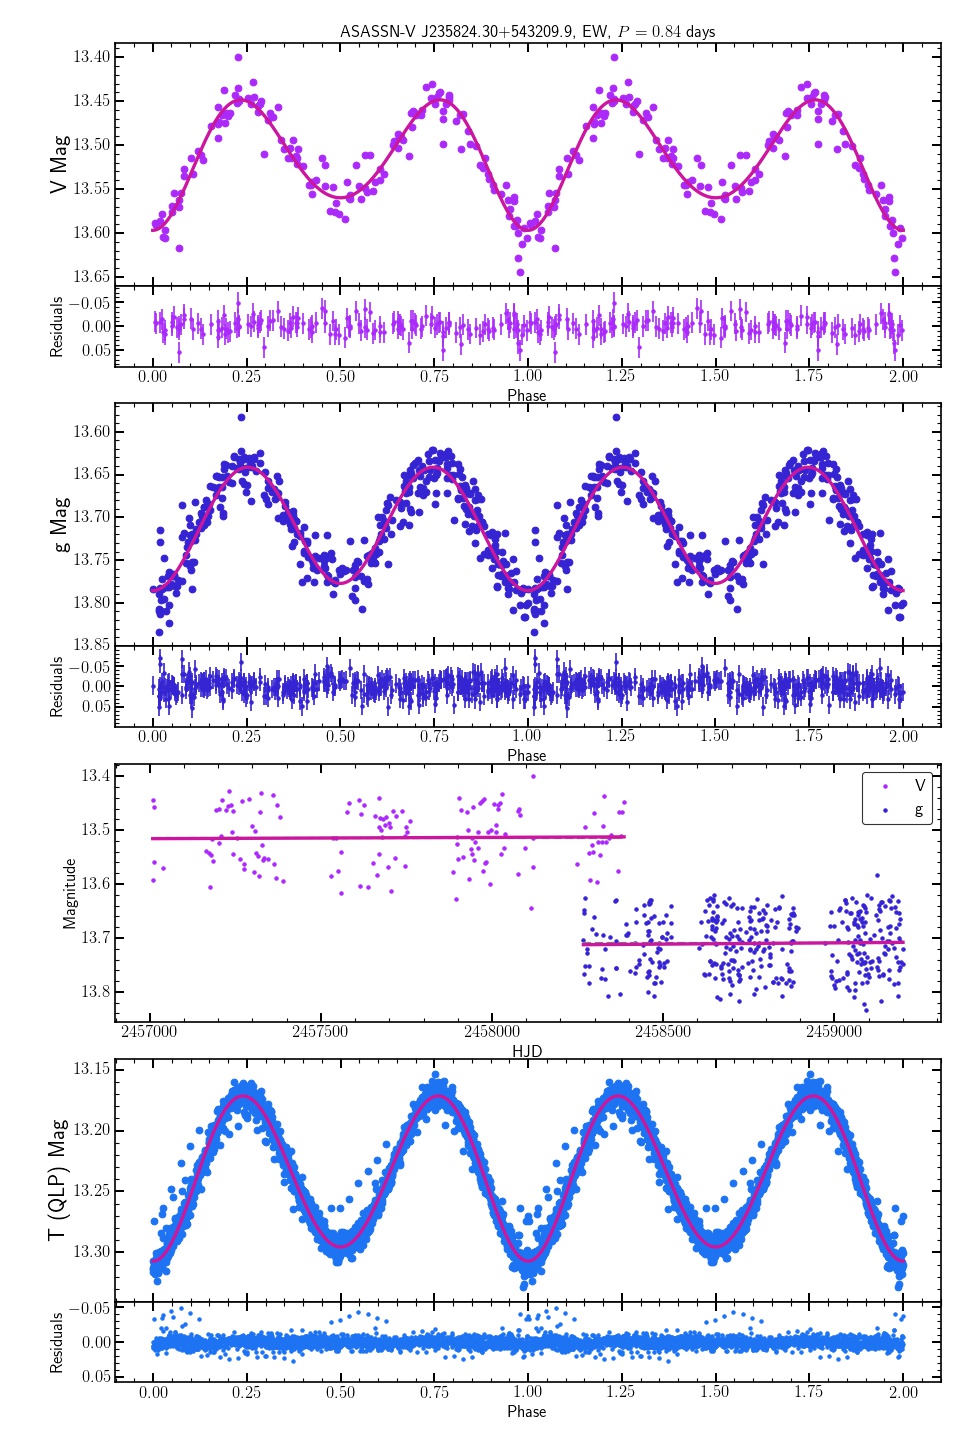 ASASSN-V J235824.30+543209.9, EW, P = 0.84 days
13.40
13.45
13.50
13.55
13.60
13.65
V Mag
−0.05
0.00
0.05
Residuals
0.00 0.25 0.50 0.75 1.00 1.25 1.50 1.75 2.00
Phase
13.60
13.65
13.70
13.75
13.80
13.85
g Mag
−0.05
0.00
0.05
Residuals
0.00 0.25 0.50 0.75 1.00 1.25 1.50 1.75 2.00
Phase
13.4
13.5
13.6
13.7
13.8
Magnitude
V
g
2457000 2457500 2458000 2458500 2459000
HJD
13.15
13.20
13.25
13.30
T (QLP) Mag
−0.05
0.00
0.05
Residuals
0.00 0.25 0.50 0.75 1.00 1.25 1.50 1.75 2.00
Phase